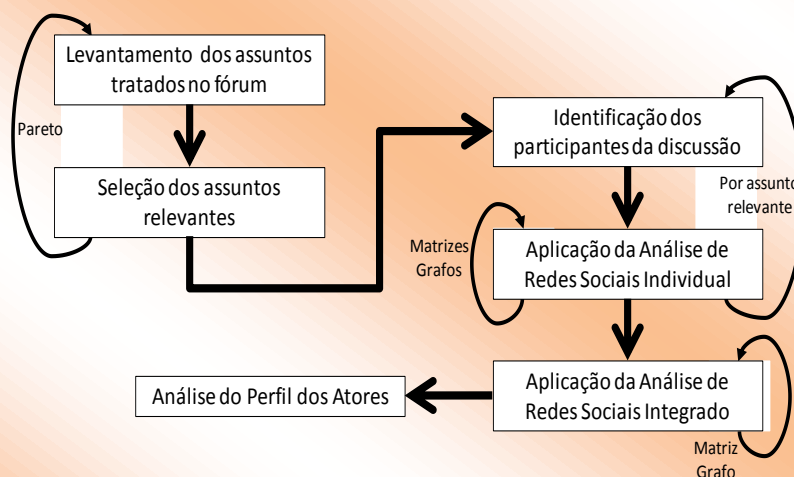 Levantamento dos assuntos
tratados no fórum
Pareto
Seleção dos assuntos
relevantes
Identificação dos
participantes da discussão
Por assunto
relevante
Matrizes
Grafos
Aplicação da Análise de
Redes Sociais Individual
Aplicação da Análise de
Redes Sociais Integrado
Análise do Perfil dos Atores
Matriz
Grafo